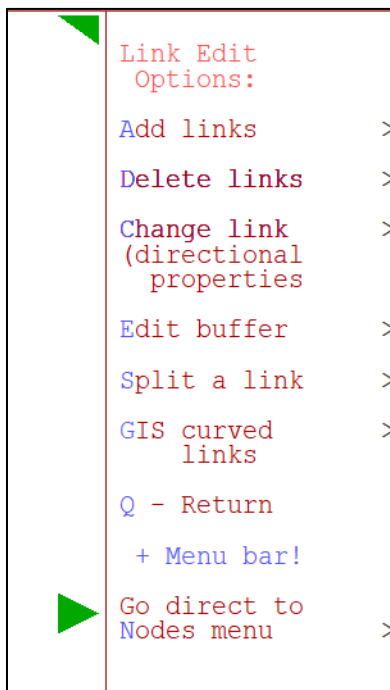 Link Edit
Options:
Add links >
Delete links >
Change link >
(directional
properties
Edit buffer >
Split a link >
GIS curved >
links
Q - Return
+ Menu bar!
Go direct to
Nodes menu >